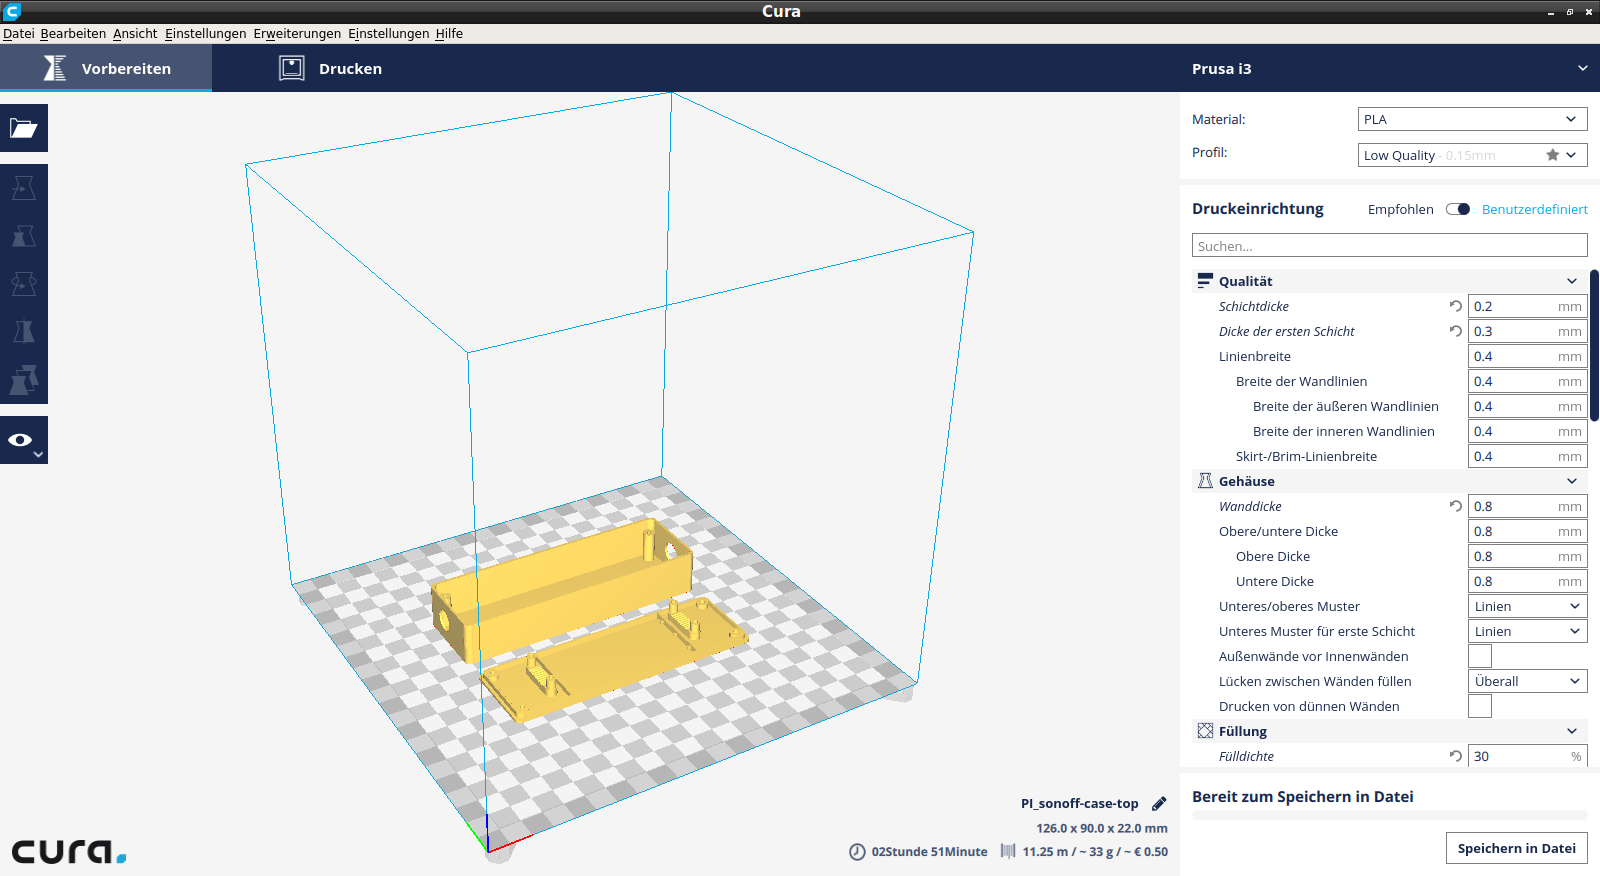 Cura
Datei Bearbeiten Ansicht Einstellungen Erweiterungen Einstellungen Hilfe
Vorbereiten
Drucken
Prusa i3
Material:
PLA
Profil:
Low Quality - 0.15mm
Druckeinrichtung
Empfohlen
Benutzerdefiniert
Suchen...
Qualität
Schichtdicke 0.2 mm
Dicke der ersten Schicht 0.3 mm
Linienbreite 0.4 mm
Breite der Wandlinien 0.4 mm
Breite der äußeren Wandlinien 0.4 mm
Breite der inneren Wandlinien 0.4 mm
Skirt-/Brim-Linienbreite 0.4 mm
Gehäuse
Wanddicke 0.8 mm
Obere/untere Dicke 0.8 mm
Obere Dicke 0.8 mm
Untere Dicke 0.8 mm
Unteres/oberes Muster Linien
Unteres Muster für erste Schicht Linien
Außenwände vor Innenwänden
Lücken zwischen Wänden füllen Überall
Drucken von dünnen Wänden
Füllung
Fülldichte 30 %
PI_sonoff-case-top
126.0 x 90.0 x 22.0 mm
02Stunde 51Minute 11.25 m / ~ 33 g / ~ € 0.50
Bereit zum Speichern in Datei
Speichern in Datei
cura.